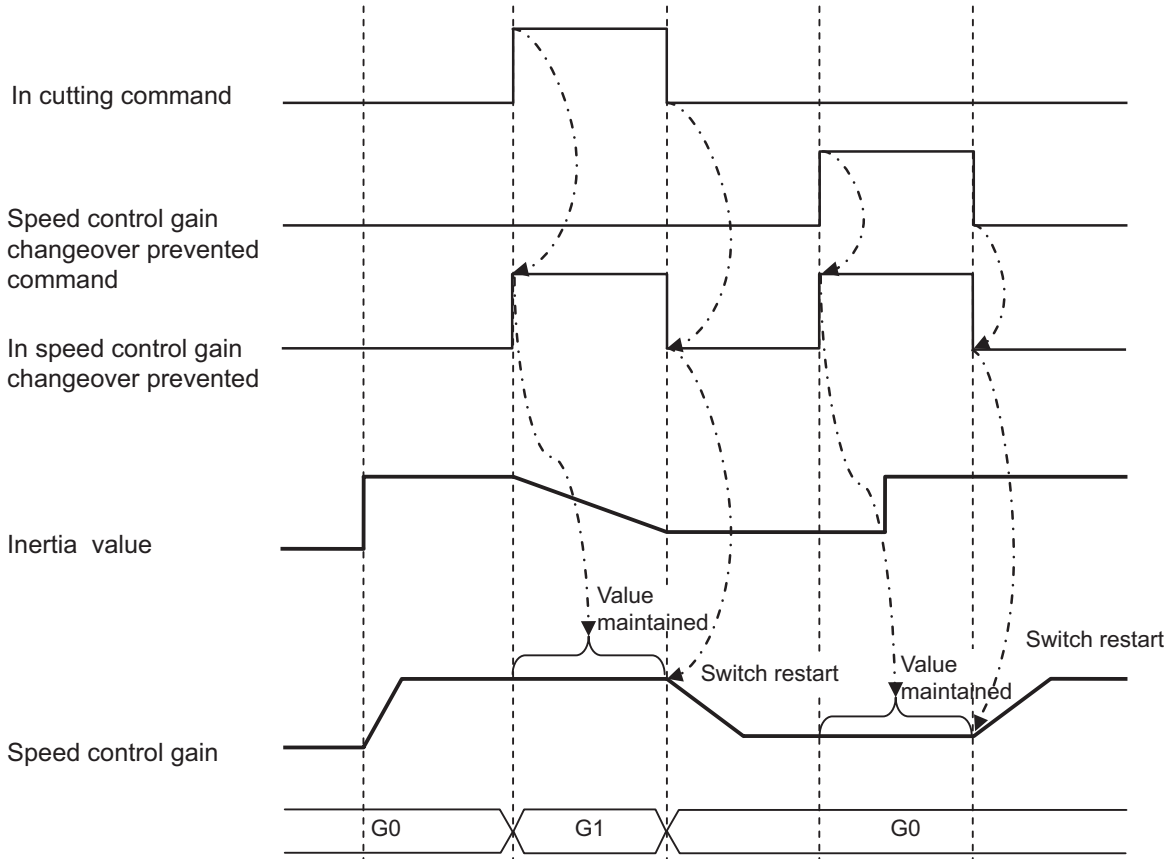 In cutting command
Speed control gain
changeover prevented
command
In speed control gain
changeover prevented
Inertia value
Value
maintained
Switch restart
Value
maintained
Switch restart
Speed control gain
G0
G1
G0